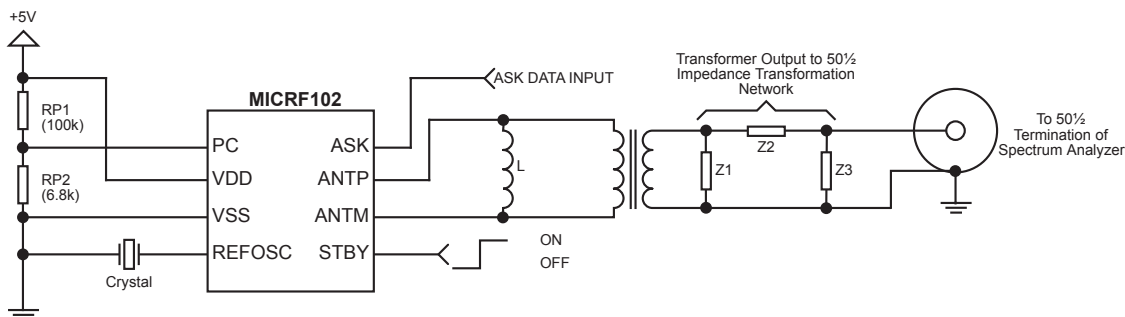 +5V
RP1
(100k)
RP2
(6.8k)
Crystal
MICRF102
PC
VDD
VSS
REFOSC
ASK
ANTP
ANTM
STBY
ASK DATA INPUT
ON
OFF
L
Transformer Output to 50½
Impedance Transformation
Network
Z1
Z2
Z3
To 50½
Termination of
Spectrum Analyzer